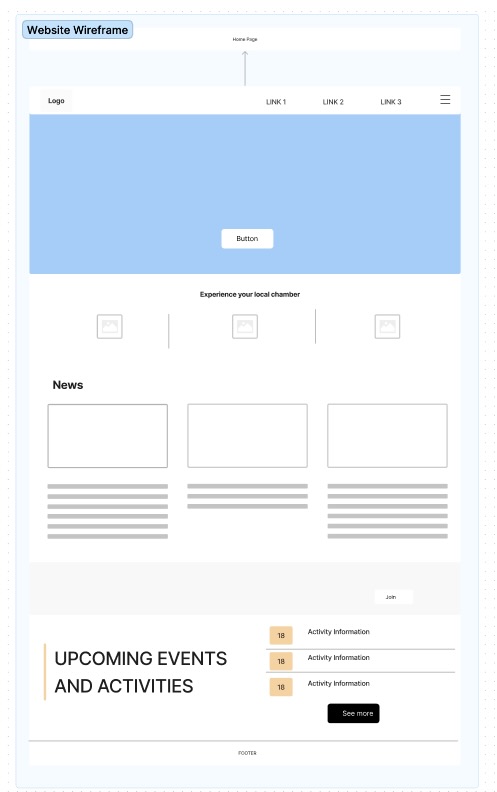 Website Wireframe
Home Page
Logo
LINK 1
LINK 2
LINK 3
Button
Experience your local chamber
News
Join
UPCOMING EVENTS
AND ACTIVITIES
18
Activity Information
18
Activity Information
18
Activity Information
See more
FOOTER